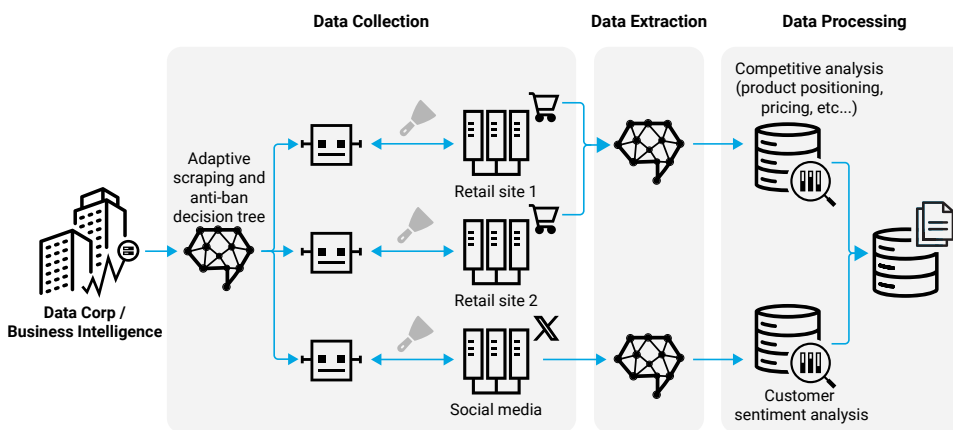 Data Collection
Data Extraction
Data Processing
Adaptive
scraping and
anti-ban
decision tree
Data Corp /
Business Intelligence
Retail site 1
Retail site 2
Social media
Competitive analysis
(product positioning,
pricing, etc...)
Customer
sentiment analysis